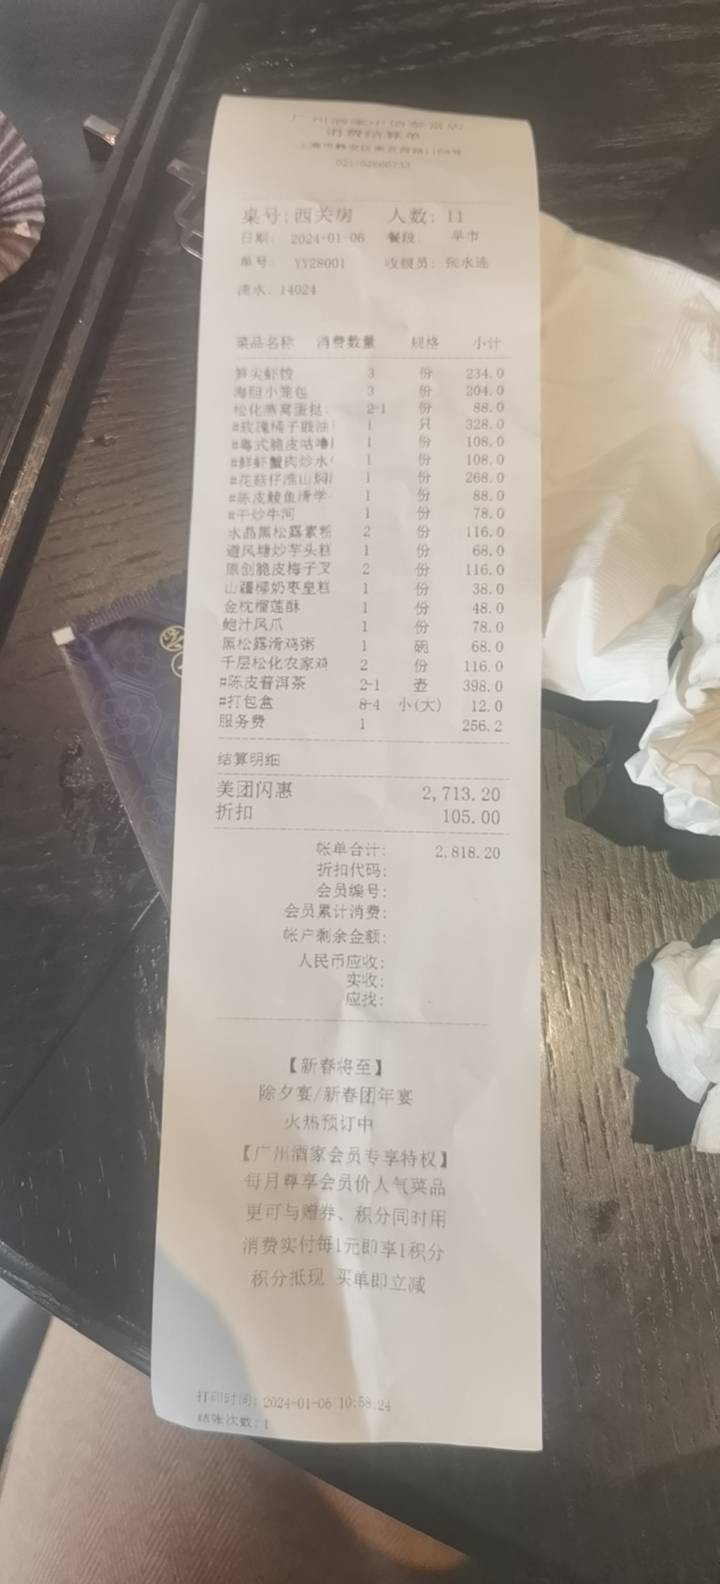 消费结算单
桌号:西关房 人数: 11
日期: 2024-01-06 餐段: 早市
单号: YY28001 收银员: 张水莲
流水: 14024
菜品名称 消费数量 规格 小计
笋尖虾饺 3 份 234.0
海胆小笼包 3 份 204.0
松化燕窝蛋挞: 2-1 份 88.0
#玫瑰橘子豉油 1 只 328.0
#粤式脆皮咕噜 1 份 108.0
#鲜虾蟹肉炒水 1 份 108.0
#花菇仔淮山焖 1 份 268.0
#陈皮鲮鱼滑学 1 份 88.0
#干炒牛河 1 份 78.0
水晶黑松露素粉 2 份 116.0
避风塘炒芋头糕 1 份 68.0
原创脆皮梅子叉 2 份 116.0
山疆椰奶枣皇糕 1 份 38.0
金枕榴莲酥 1 份 48.0
鲍汁凤爪 1 份 78.0
黑松露滑鸡粥 1 碗 68.0
千层松化农家鸡 2 份 116.0
#陈皮普洱茶 2-1 壶 398.0
#打包盒 8-4 小(大) 12.0
服务费 1 256.2
结算明细
美团闪惠 2,713.20
折扣 105.00
帐单合计: 2,818.20
折扣代码:
会员编号:
会员累计消费:
帐户剩余金额:
人民币应收:
实收:
应找:
【新春将至】
除夕宴/新春团年宴
火热预订中
【广州酒家会员专享特权】
每月尊享会员价人气菜品
更可与赠券、积分同时用
消费实付每1元即享1积分
积分抵现 买单即立减
打印时间: 2024-01-06 10:58:24
结账次数: 1